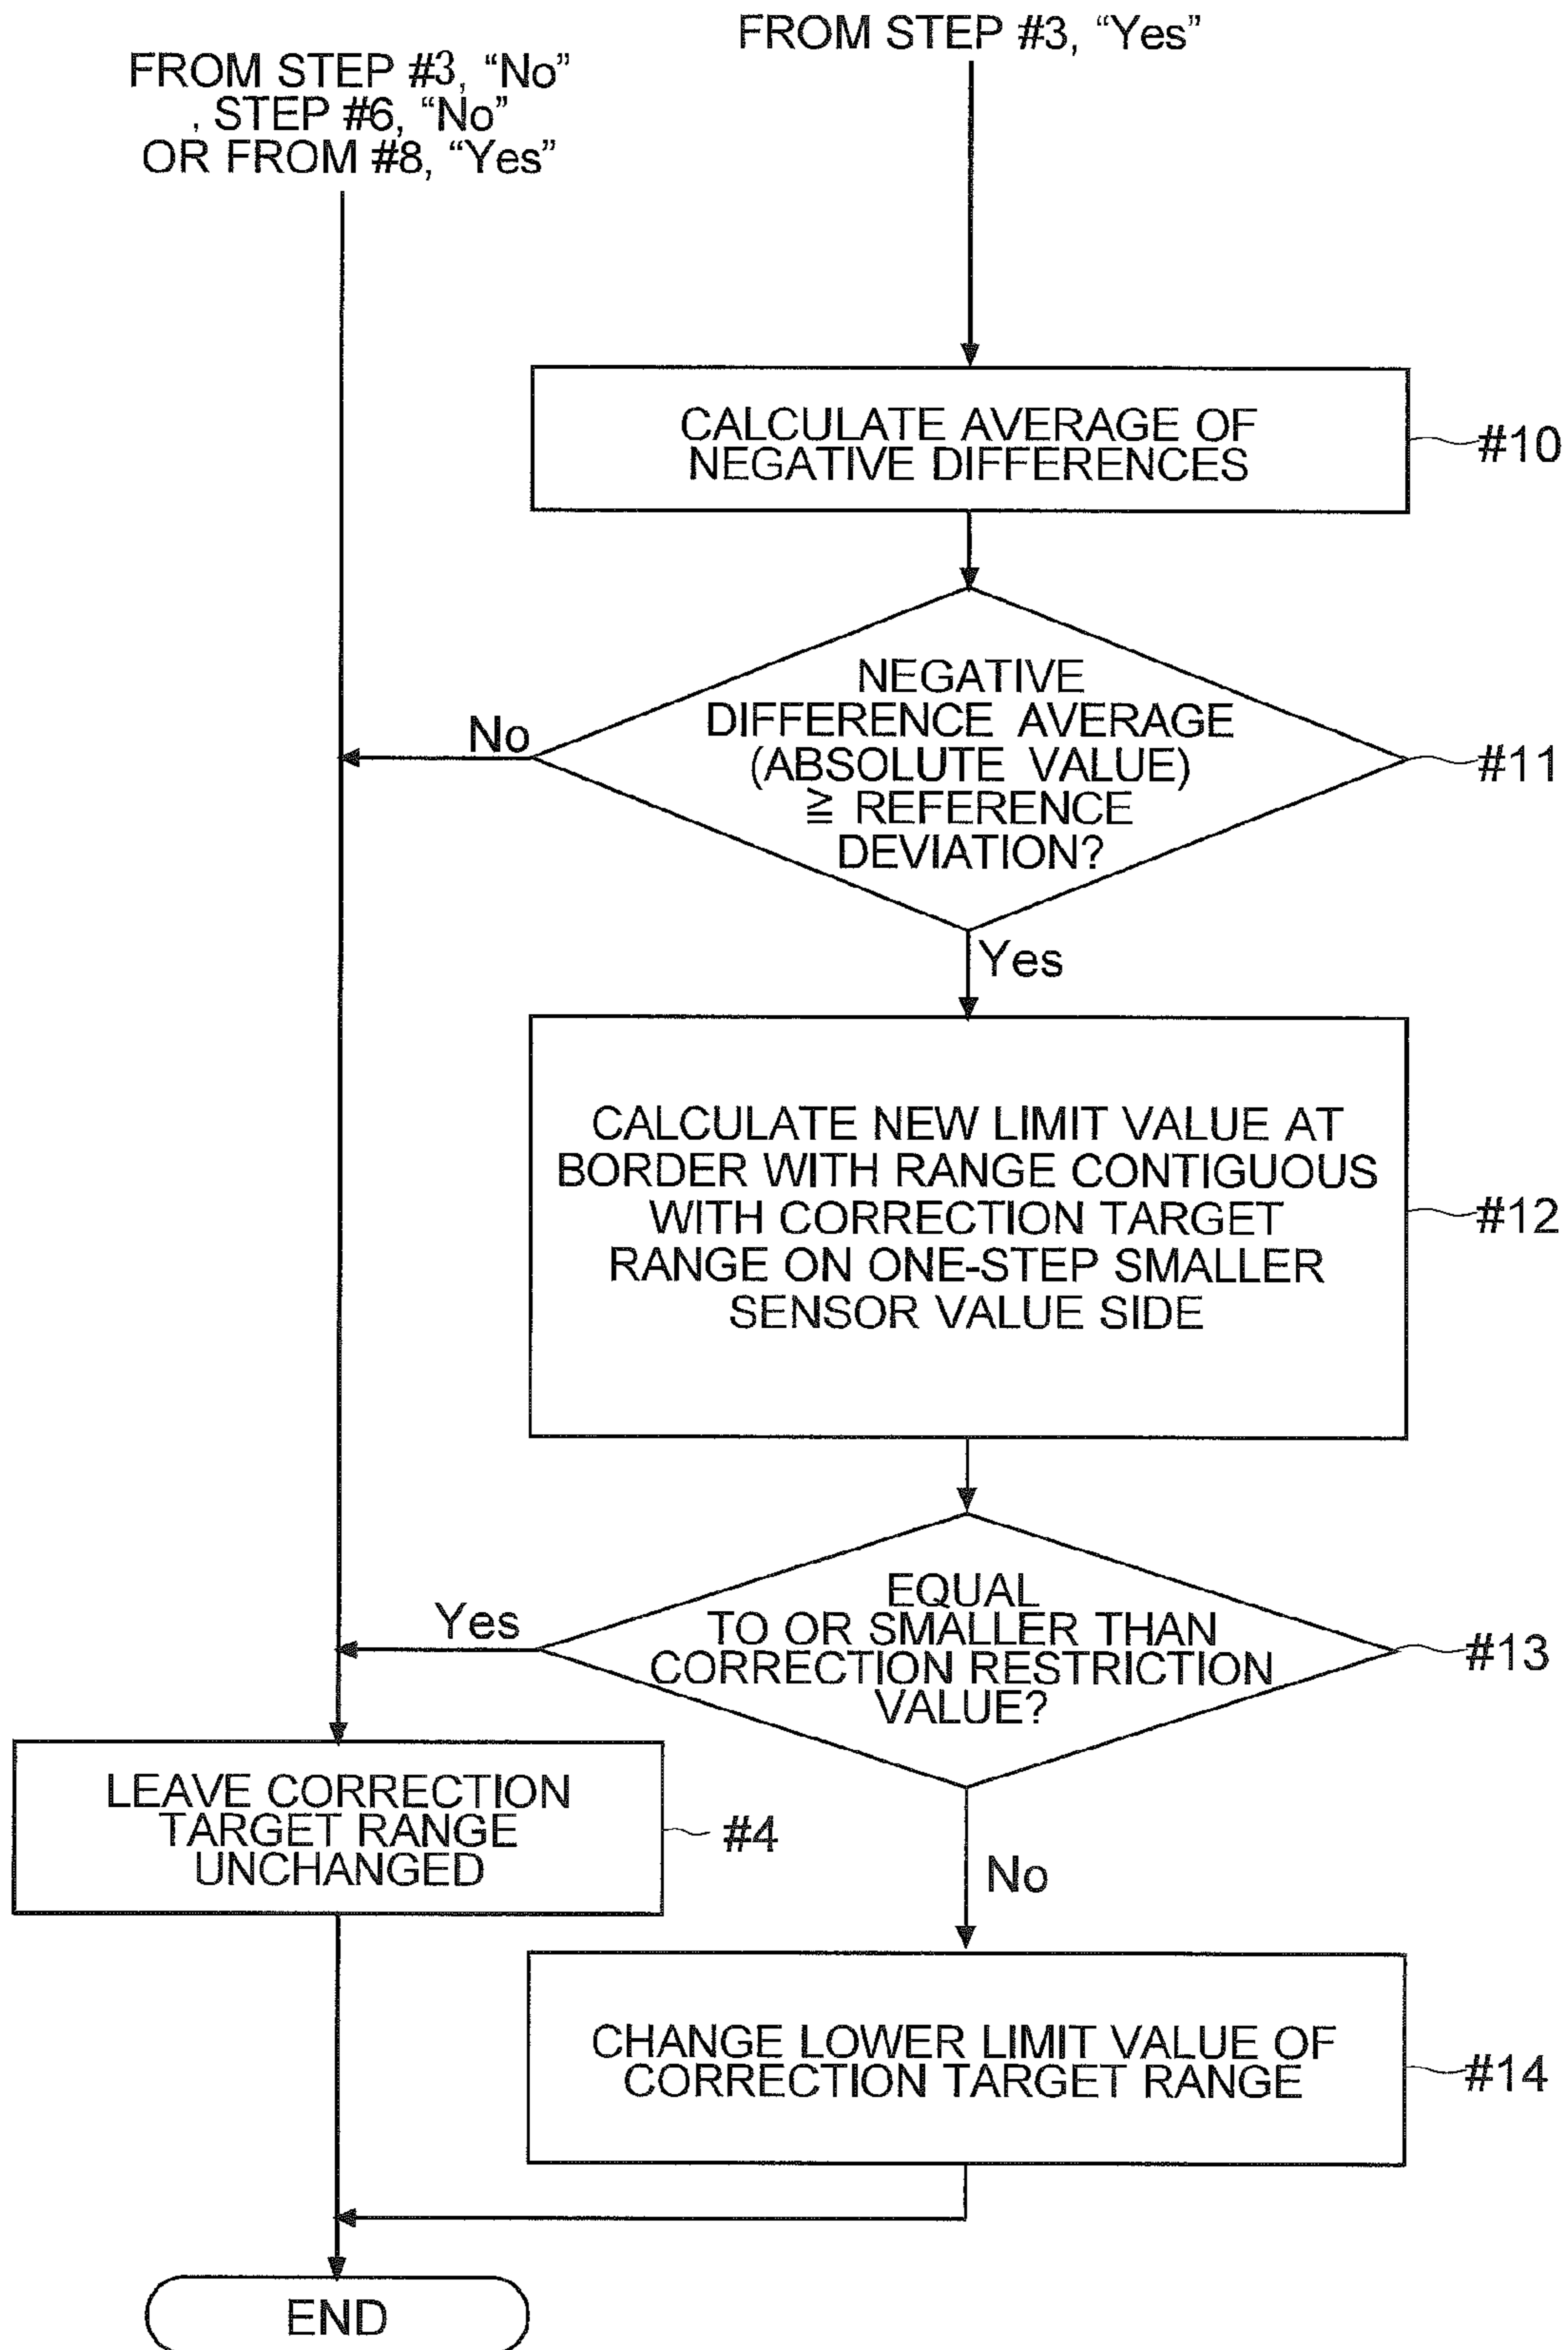 FROM STEP #3, “Yes”
FROM STEP #3, “No”
, STEP #6, “No”
OR FROM #8, “Yes”
CALCULATE AVERAGE OF
NEGATIVE DIFFERENCES
#10
NEGATIVE
DIFFERENCE AVERAGE
(ABSOLUTE VALUE)
≧ REFERENCE
DEVIATION?
#11
No
Yes
CALCULATE NEW LIMIT VALUE AT
BORDER WITH RANGE CONTIGUOUS
WITH CORRECTION TARGET
RANGE ON ONE-STEP SMALLER
SENSOR VALUE SIDE
#12
EQUAL
TO OR SMALLER THAN
CORRECTION RESTRICTION
VALUE?
#13
Yes
LEAVE CORRECTION
TARGET RANGE
UNCHANGED
#4
No
CHANGE LOWER LIMIT VALUE OF
CORRECTION TARGET RANGE
#14
END